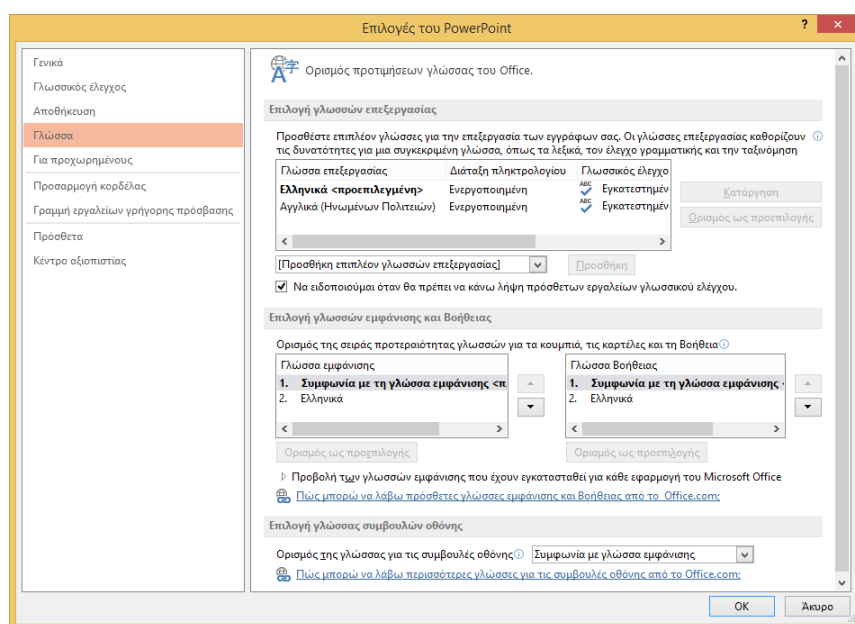 Επιλογές του PowerPoint
Γενικά
Γλωσσικός έλεγχος
Αποθήκευση
Γλώσσα
Για προχωρημένους
Προσαρμογή κορδέλας
Γραμμή εργαλείων γρήγορης πρόσβασης
Πρόσθετα
Κέντρο αξιοπιστίας
Ορισμός προτιμήσεων γλώσσας του Office.
Επιλογή γλωσσών επεξεργασίας
Προσθέστε επιπλέον γλώσσες για την επεξεργασία των εγγράφων σας. Οι γλώσσες επεξεργασίας καθορίζουν
τις δυνατότητες για μια συγκεκριμένη γλώσσα, όπως τα λεξικά, τον έλεγχο γραμματικής και την ταξινόμηση
Γλώσσα επεξεργασίας Διάταξη πληκτρολογίου Γλωσσικός έλεγχο
Ελληνικά <προεπιλεγμένη> Ενεργοποιημένη ABC Εγκατεστημέν
Αγγλικά (Ηνωμένων Πολιτειών) Ενεργοποιημένη ABC Εγκατεστημέν
Κατάργηση
Ορισμός ως προεπιλογής
[Προσθήκη επιπλέον γλωσσών επεξεργασίας] Προσθήκη
Να ειδοποιούμαι όταν θα πρέπει να κάνω λήψη πρόσθετων εργαλείων γλωσσικού ελέγχου.
Επιλογή γλωσσών εμφάνισης και Βοήθειας
Ορισμός της σειράς προτεραιότητας γλωσσών για τα κουμπιά, τις καρτέλες και τη Βοήθεια
Γλώσσα εμφάνισης
1. Συμφωνία με τη γλώσσα εμφάνισης <π
2. Ελληνικά
Ορισμός ως προεπιλογής
Γλώσσα Βοήθειας
1. Συμφωνία με τη γλώσσα εμφάνισης <
2. Ελληνικά
Ορισμός ως προεπιλογής
Προβολή των γλωσσών εμφάνισης που έχουν εγκατασταθεί για κάθε εφαρμογή του Microsoft Office
Πώς μπορώ να λάβω πρόσθετες γλώσσες εμφάνισης και Βοήθειας από το Office.com;
Επιλογή γλώσσας συμβουλών οθόνης
Ορισμός της γλώσσας για τις συμβουλές οθόνης Συμφωνία με γλώσσα εμφάνισης
Πώς μπορώ να λάβω περισσότερες γλώσσες για τις συμβουλές οθόνης από το Office.com;
OK Άκυρο